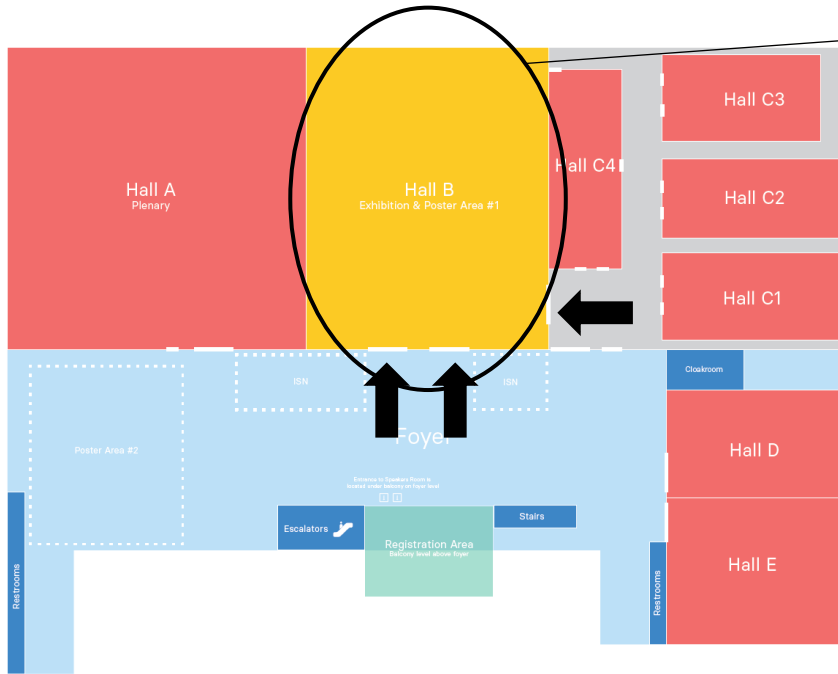 Hall A
Plenary
Hall B
Exhibition & Poster Area #1
Hall C4
Hall C3
Hall C2
Hall C1
ISN
ISN
Cloakroom
Poster Area #2
Foyer
Hall D
Entrance to Speakers Room is
located under balcony on foyer level
Escalators
Stairs
Registration Area
Balcony level above foyer
Hall E
Restrooms
Restrooms